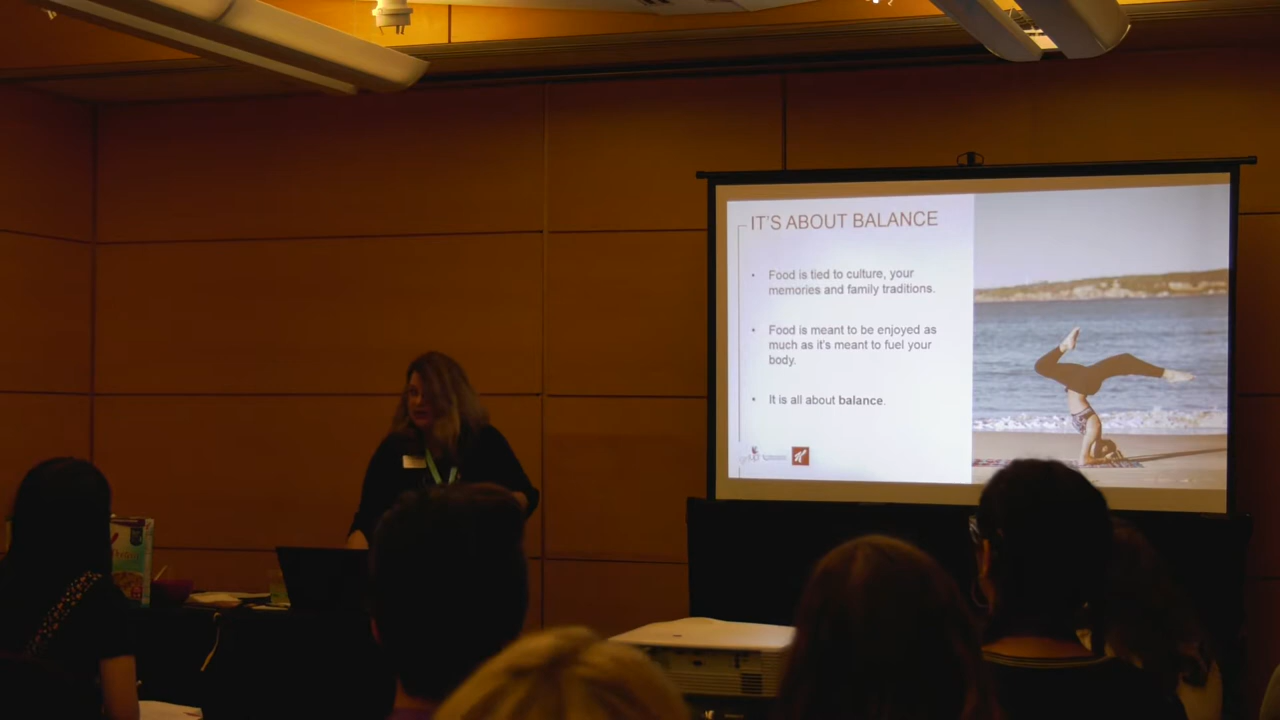 IT'S ABOUT BALANCE
• Food is tied to culture, your
memories and family traditions.
• Food is meant to be enjoyed as
much as it's meant to fuel your
body.
• It is all about balance.